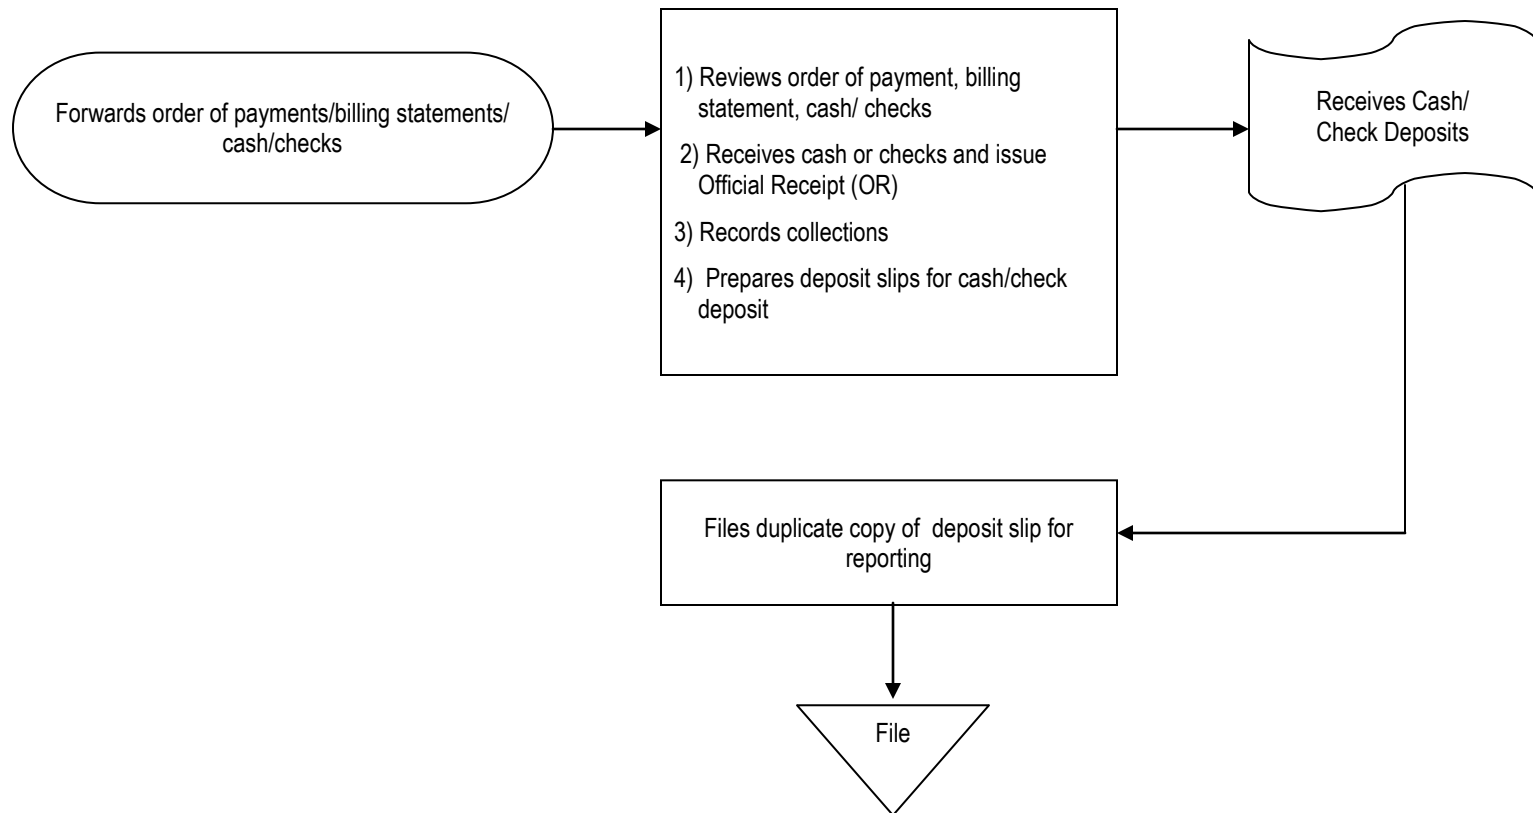 Forwards order of payments/billing statements/
cash/checks
1) Reviews order of payment, billing
statement, cash/ checks
2) Receives cash or checks and issue
Official Receipt (OR)
3) Records collections
4) Prepares deposit slips for cash/check
deposit
Receives Cash/
Check Deposits
Files duplicate copy of deposit slip for
reporting
File